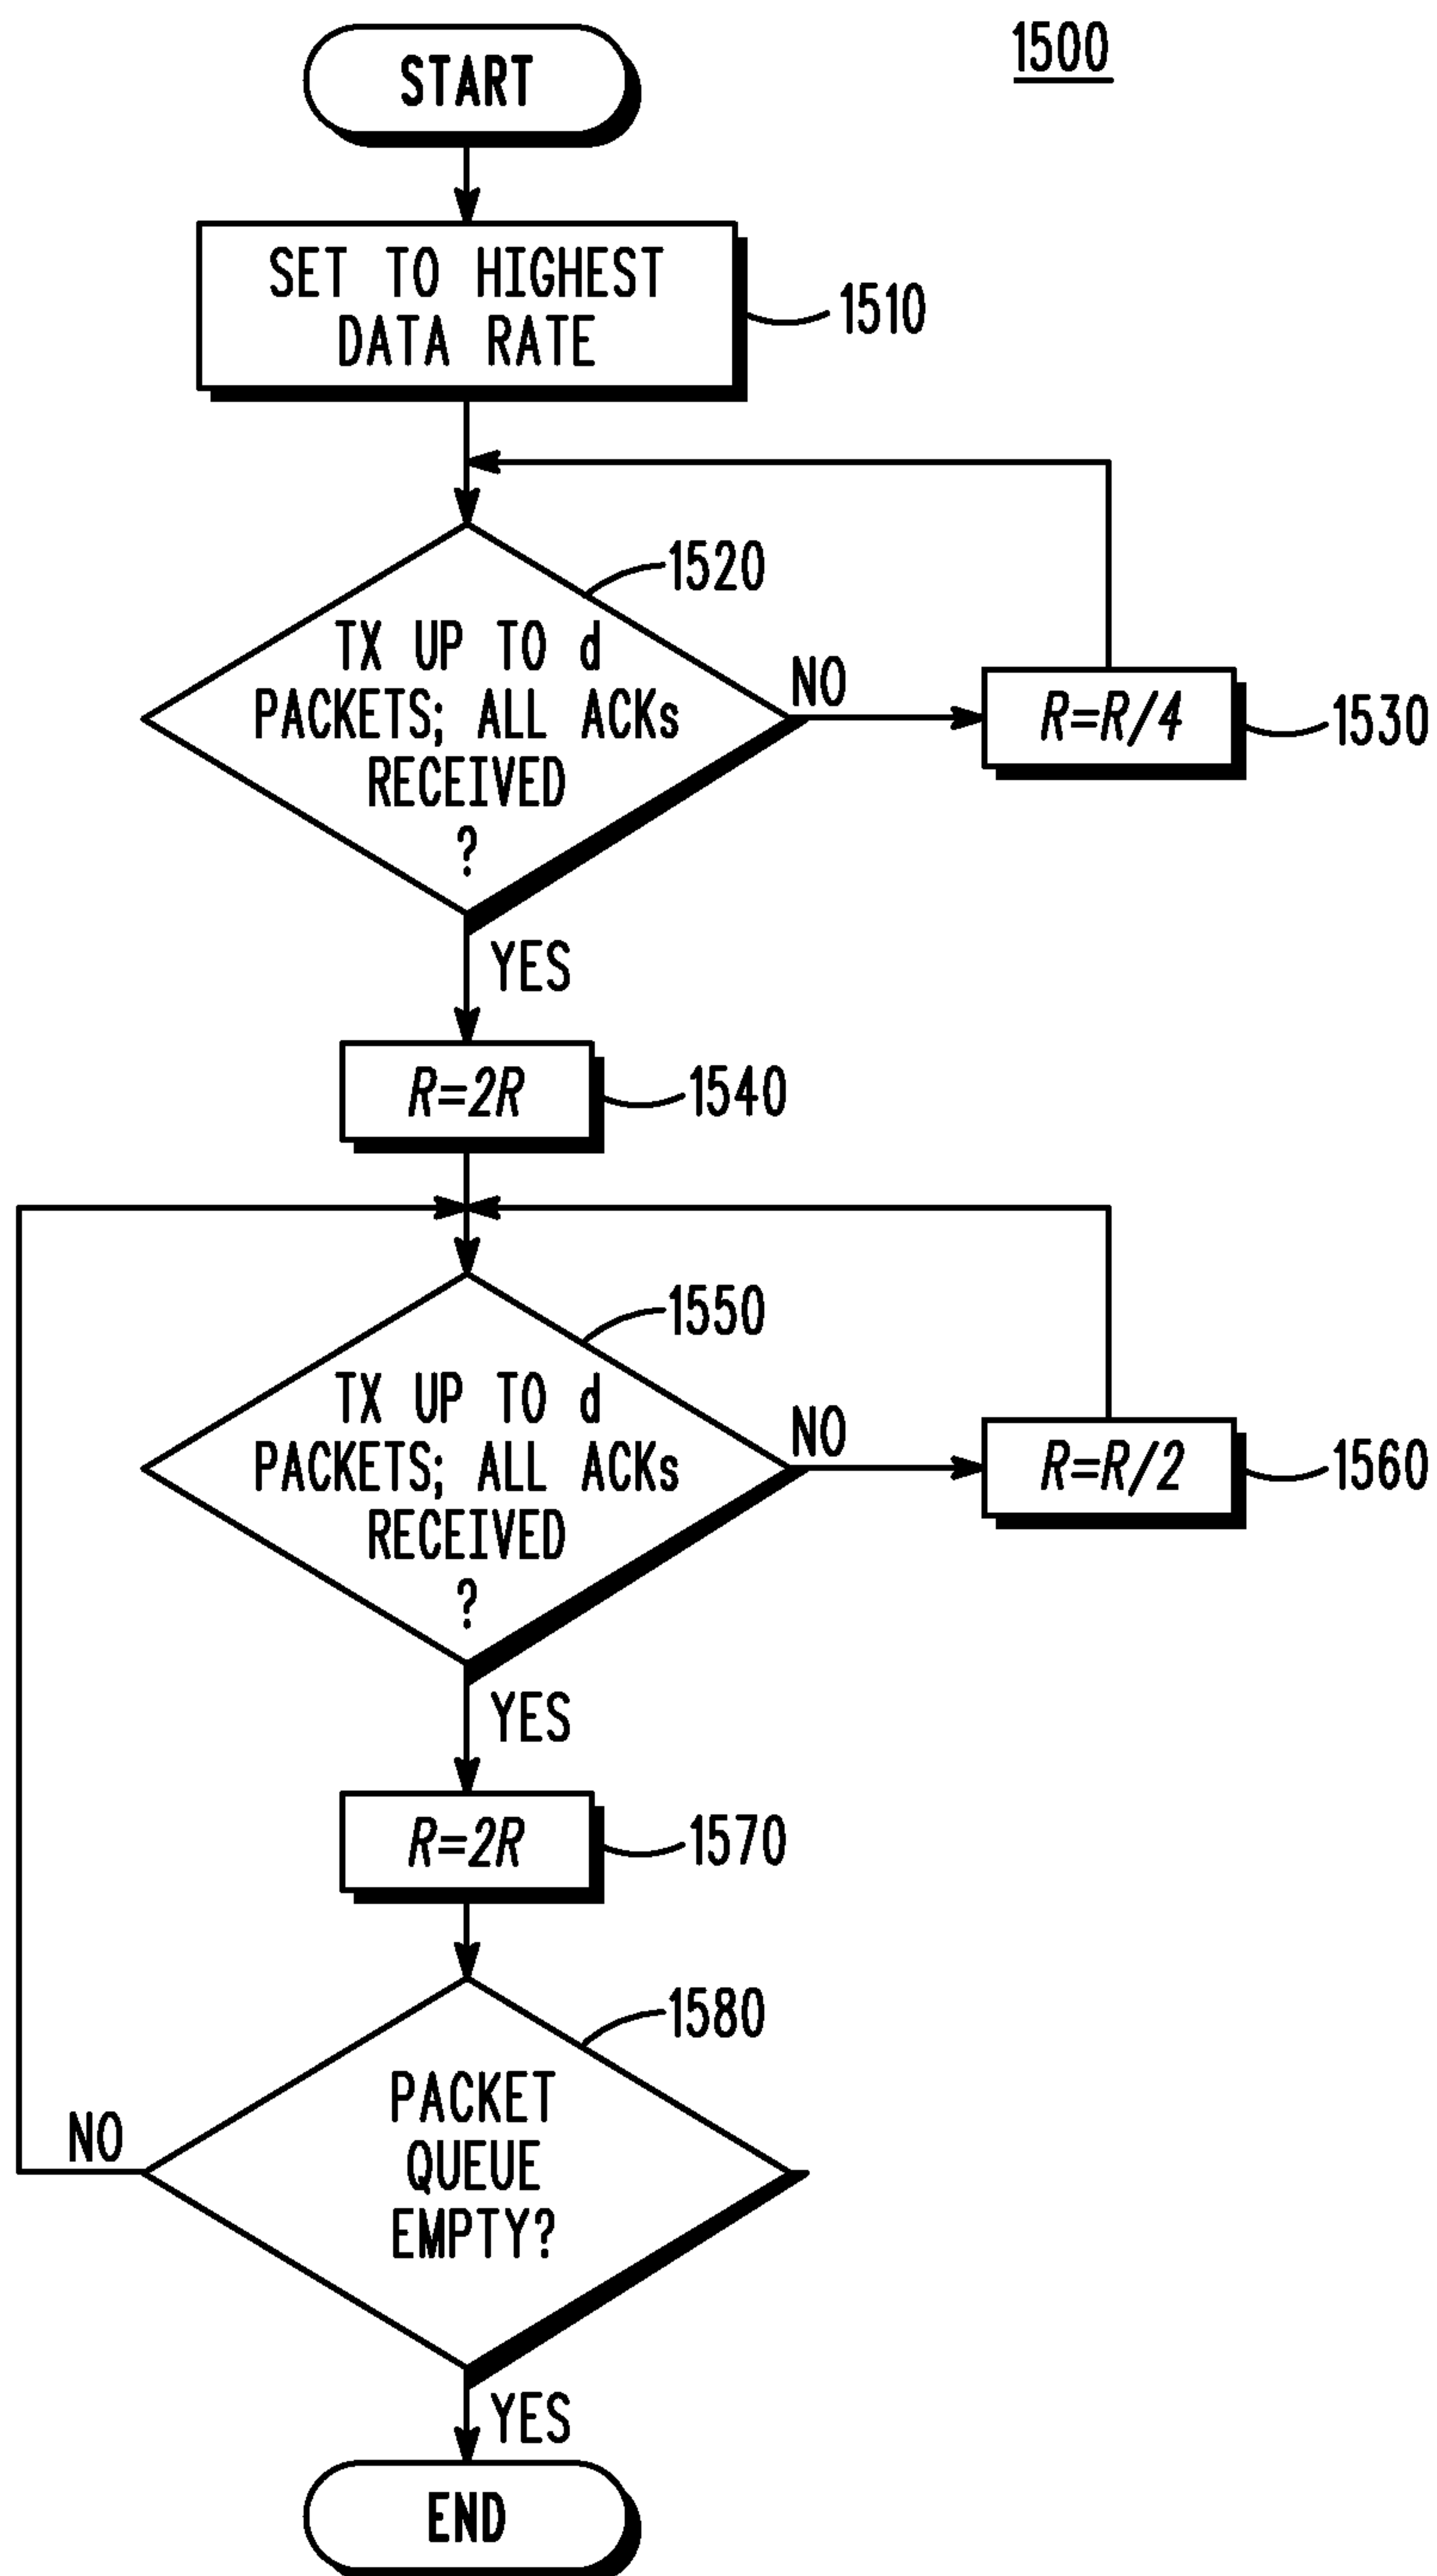 1500
START
SET TO HIGHEST
DATA RATE
1510
1520
TX UP TO d
PACKETS; ALL ACKs
RECEIVED
?
NO
R=R/4
1530
YES
R=2R
1540
1550
TX UP TO d
PACKETS; ALL ACKs
RECEIVED
?
NO
R=R/2
1560
YES
R=2R
1570
1580
PACKET
QUEUE
EMPTY?
NO
YES
END